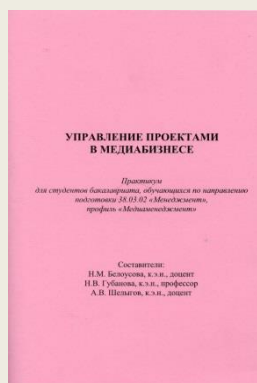 УПРАВЛЕНИЕ ПРОЕКТАМИ
В МЕДИАБИЗНЕСЕ
Практикум
для студентов бакалавриата, обучающихся по направлению
подготовки 38.03.02 «Менеджмент»,
профиль «Медиаменеджмент»
Составители:
Н.М. Белоусова, к.э.н., доцент
Н.В. Губанова, к.э.н., профессор
А.В. Шелыгов, к.э.н., доцент